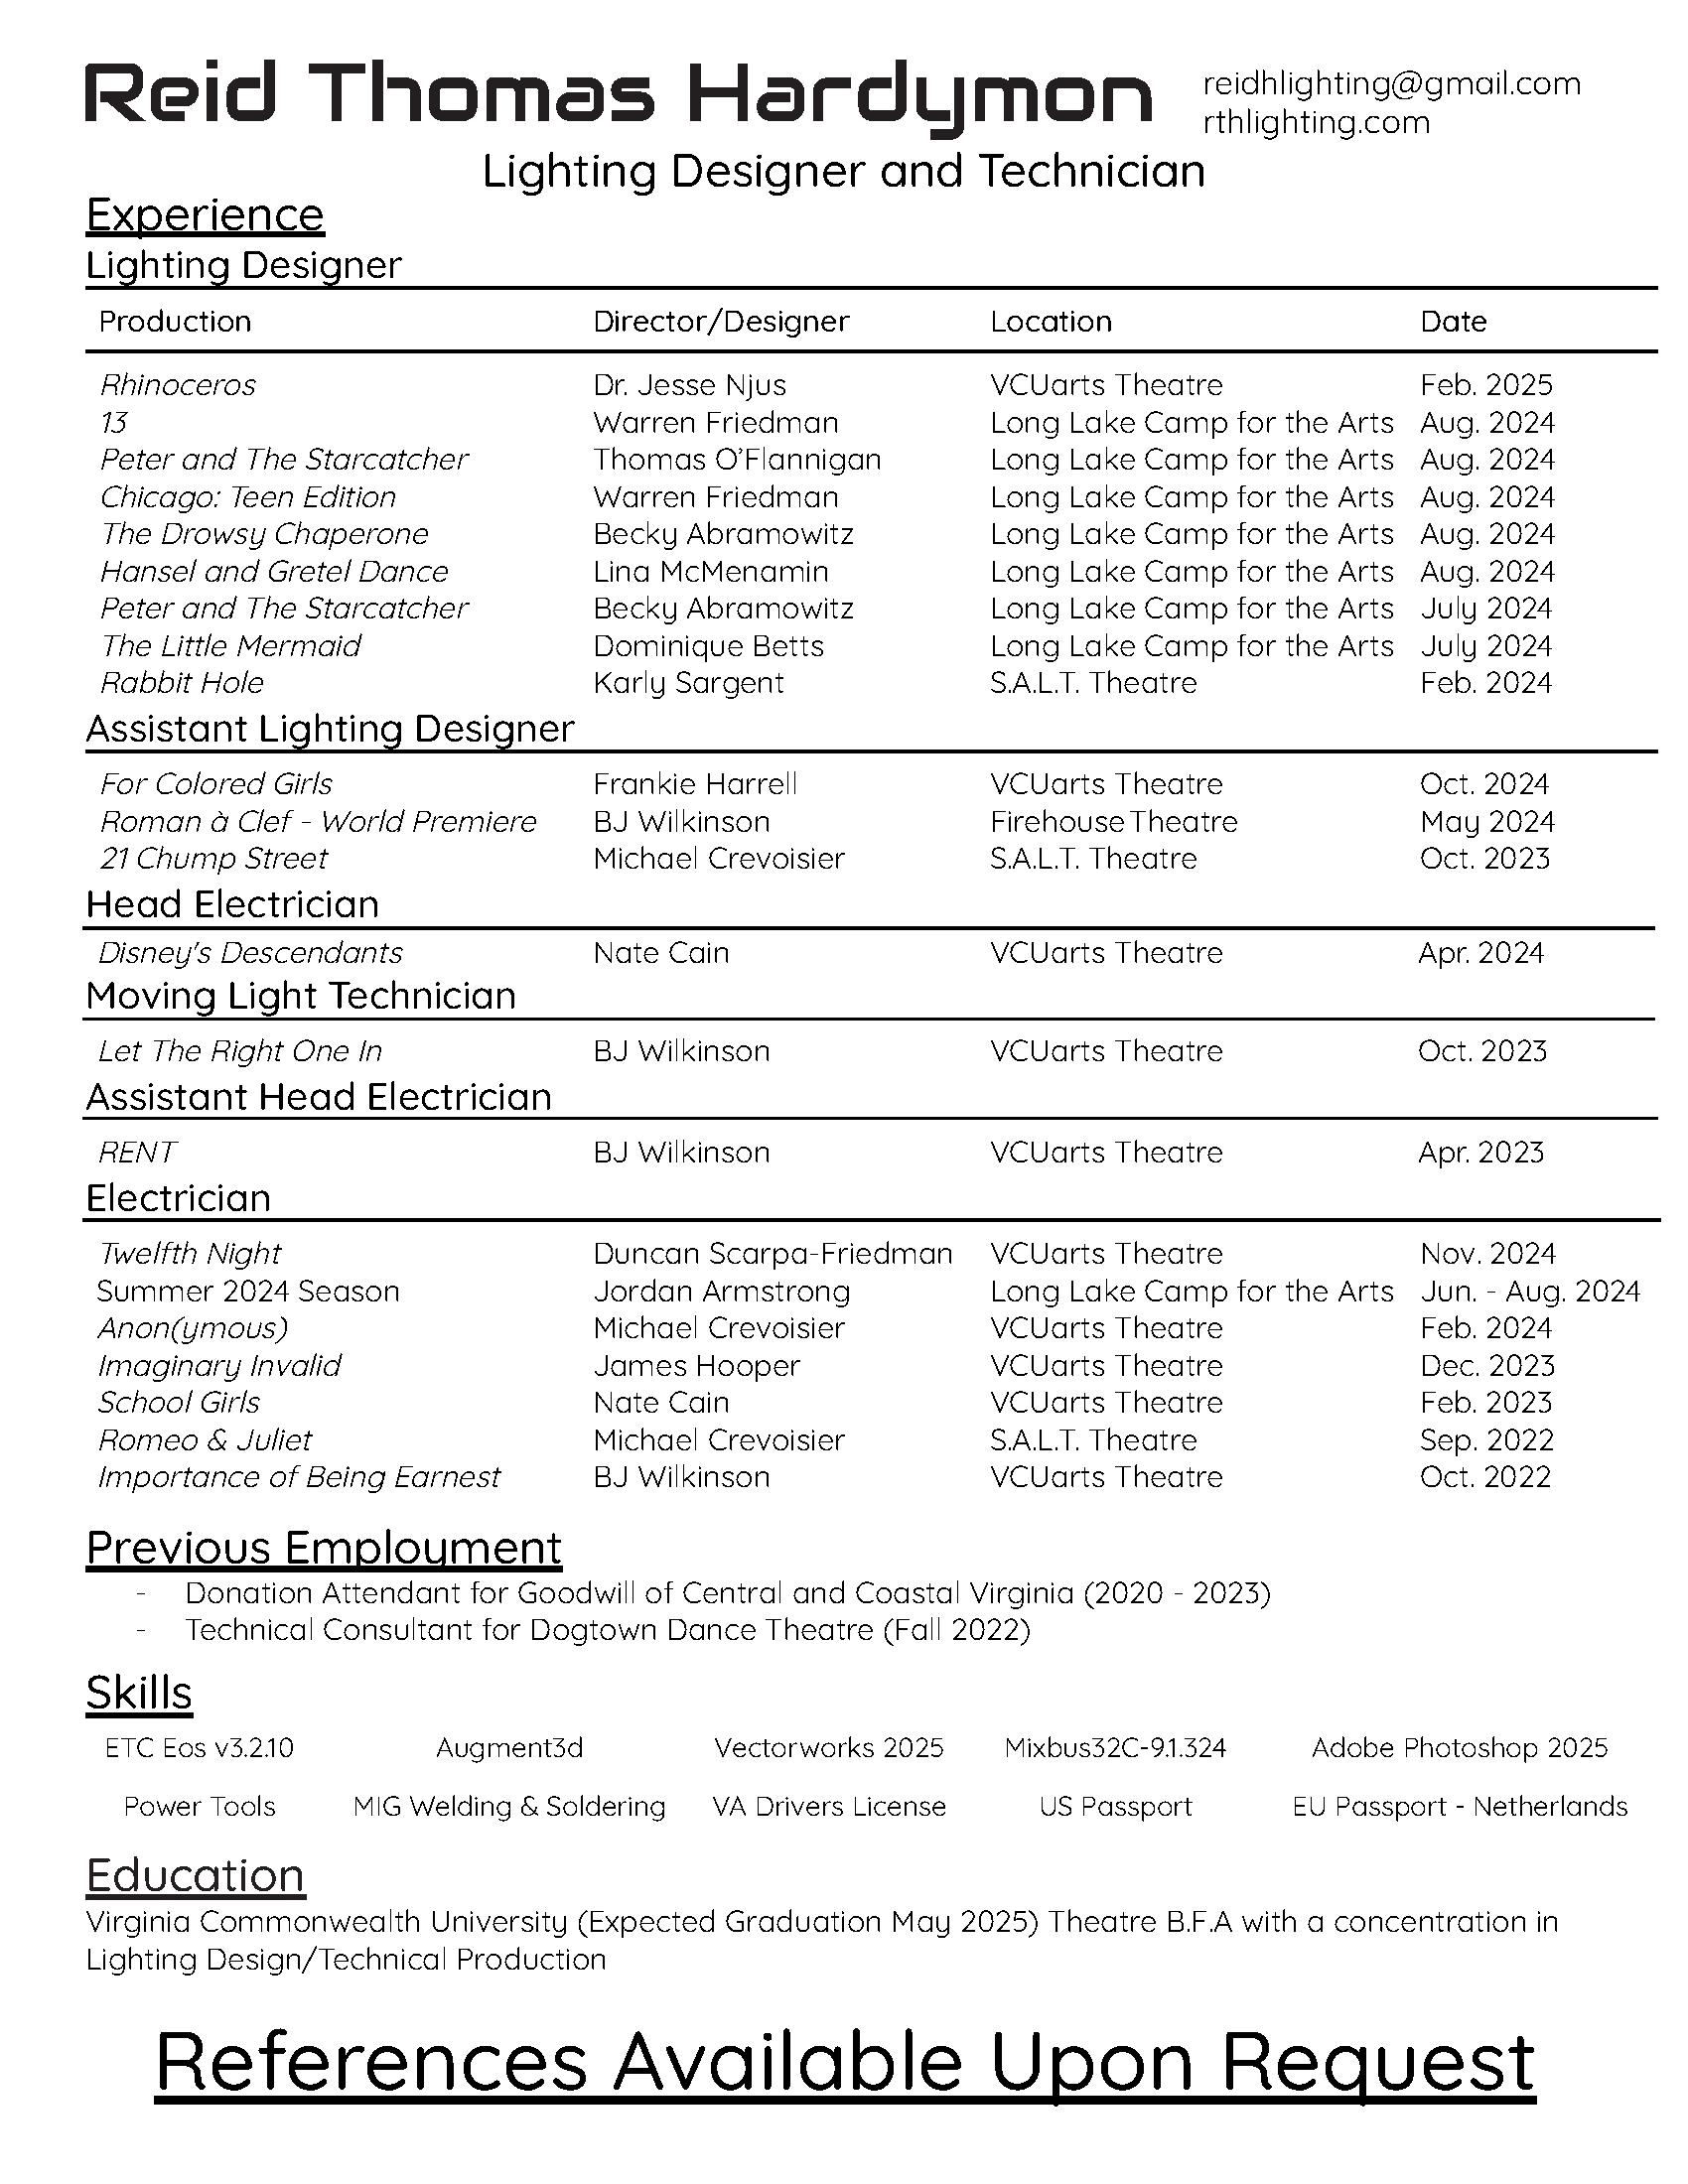 Reid Thomas Hardymon
reidhlighting@gmail.com
rthlighting.com
Lighting Designer and Technician
Experience
Lighting Designer
Production Director/Designer Location Date
Rhinoceros Dr. Jesse Njus VCUarts Theatre Feb. 2025
13 Warren Friedman Long Lake Camp for the Arts Aug. 2024
Peter and The Starcatcher Thomas O'Flannigan Long Lake Camp for the Arts Aug. 2024
Chicago: Teen Edition Warren Friedman Long Lake Camp for the Arts Aug. 2024
The Drowsy Chaperone Becky Abramowitz Long Lake Camp for the Arts Aug. 2024
Hansel and Gretel Dance Lina McMenamin Long Lake Camp for the Arts Aug. 2024
Peter and The Starcatcher Becky Abramowitz Long Lake Camp for the Arts July 2024
The Little Mermaid Dominique Betts Long Lake Camp for the Arts July 2024
Rabbit Hole Karly Sargent S.A.L.T. Theatre Feb. 2024
Assistant Lighting Designer
For Colored Girls Frankie Harrell VCUarts Theatre Oct. 2024
Roman à Clef - World Premiere BJ Wilkinson Firehouse Theatre May 2024
21 Chump Street Michael Crevoisier S.A.L.T. Theatre Oct. 2023
Head Electrician
Disney's Descendants Nate Cain VCUarts Theatre Apr. 2024
Moving Light Technician
Let The Right One In BJ Wilkinson VCUarts Theatre Oct. 2023
Assistant Head Electrician
RENT BJ Wilkinson VCUarts Theatre Apr. 2023
Electrician
Twelfth Night Duncan Scarpa-Friedman VCUarts Theatre Nov. 2024
Summer 2024 Season Jordan Armstrong Long Lake Camp for the Arts Jun. - Aug. 2024
Anon(ymous) Michael Crevoisier VCUarts Theatre Feb. 2024
Imaginary Invalid James Hooper VCUarts Theatre Dec. 2023
School Girls Nate Cain VCUarts Theatre Feb. 2023
Romeo & Juliet Michael Crevoisier S.A.L.T. Theatre Sep. 2022
Importance of Being Earnest BJ Wilkinson VCUarts Theatre Oct. 2022
Previous Employment
- Donation Attendant for Goodwill of Central and Coastal Virginia (2020 - 2023)
- Technical Consultant for Dogtown Dance Theatre (Fall 2022)
Skills
ETC Eos v3.2.10 Augment3d Vectorworks 2025 Mixbus32C-9.1.324 Adobe Photoshop 2025
Power Tools MIG Welding & Soldering VA Drivers License US Passport EU Passport - Netherlands
Education
Virginia Commonwealth University (Expected Graduation May 2025) Theatre B.F.A with a concentration in
Lighting Design/Technical Production
References Available Upon Request